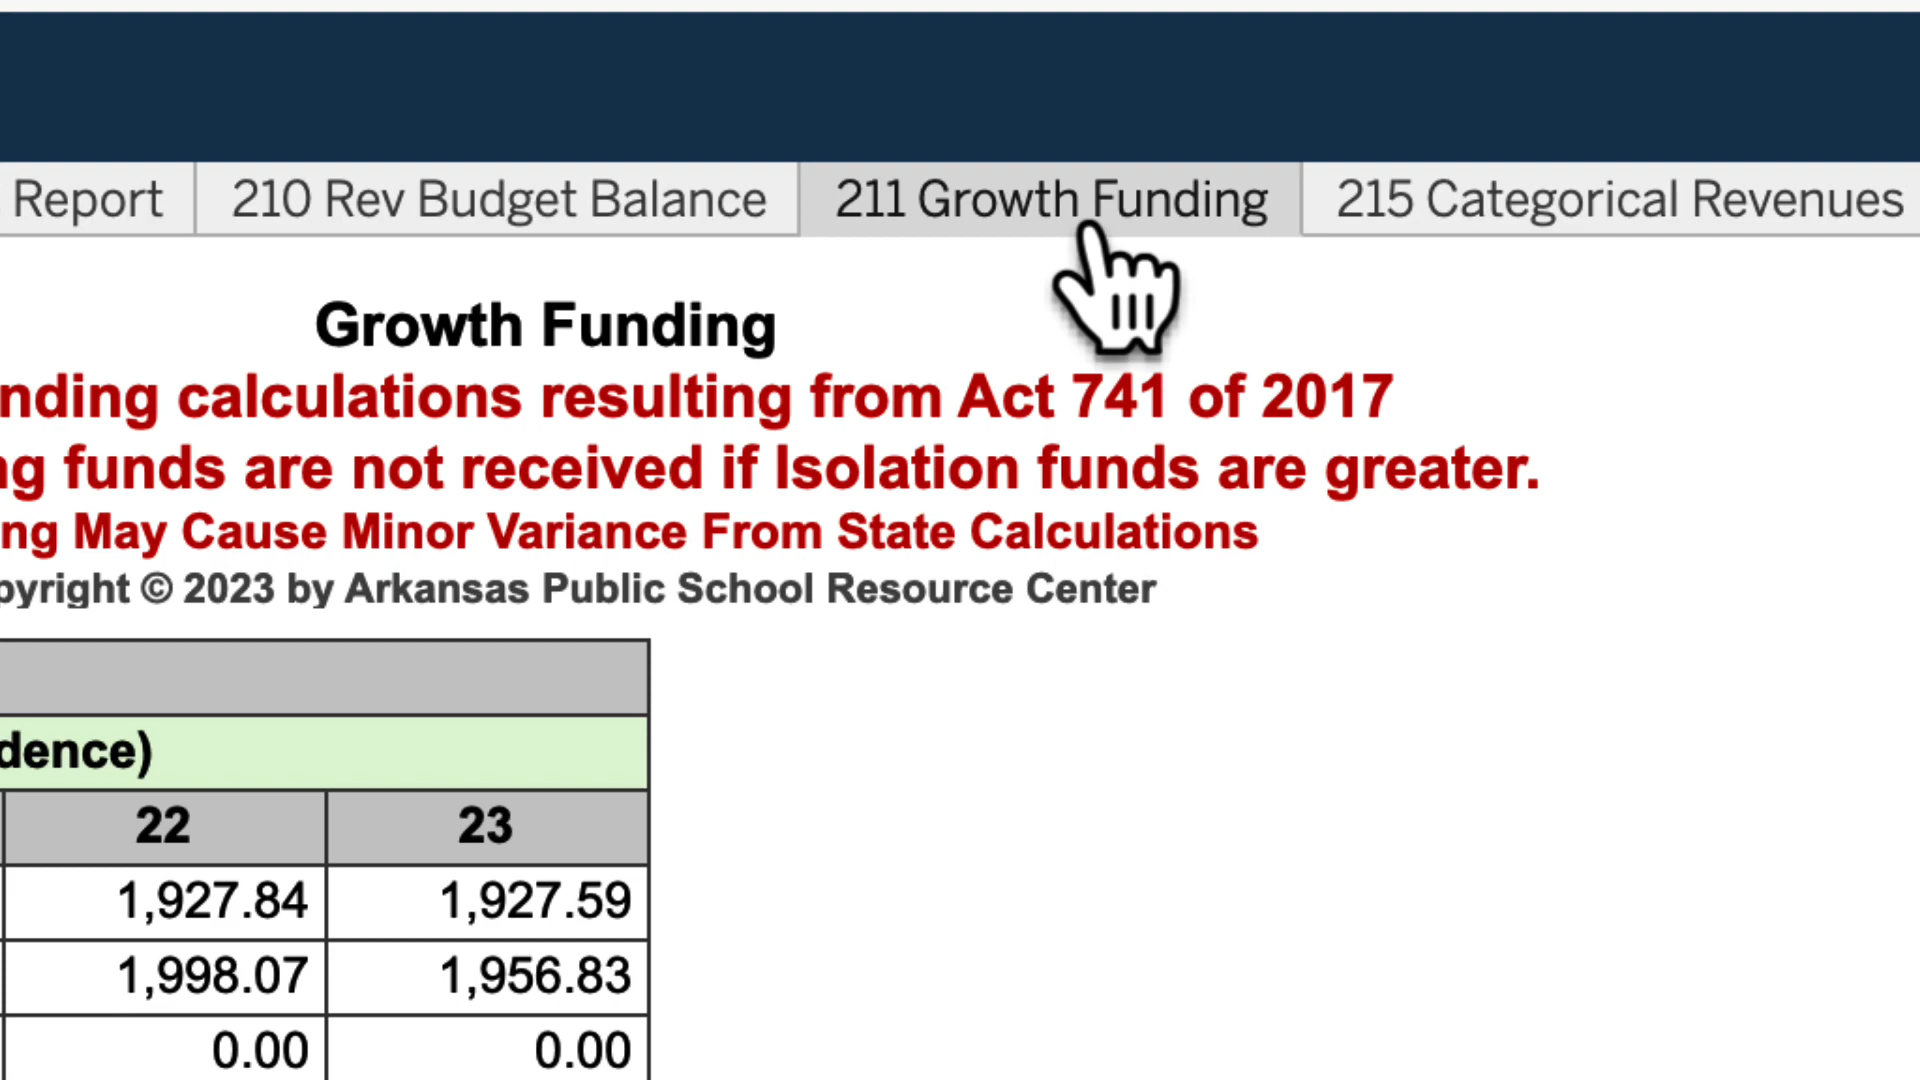 Report 210 Rev Budget Balance 211 Growth Funding 215 Categorical Revenues
Growth Funding
nding calculations resulting from Act 741 of 2017
ng funds are not received if Isolation funds are greater.
ng May Cause Minor Variance From State Calculations
pyright © 2023 by Arkansas Public School Resource Center
dence)
22 23
1,927.84 1,927.59
1,998.07 1,956.83
0.00 0.00